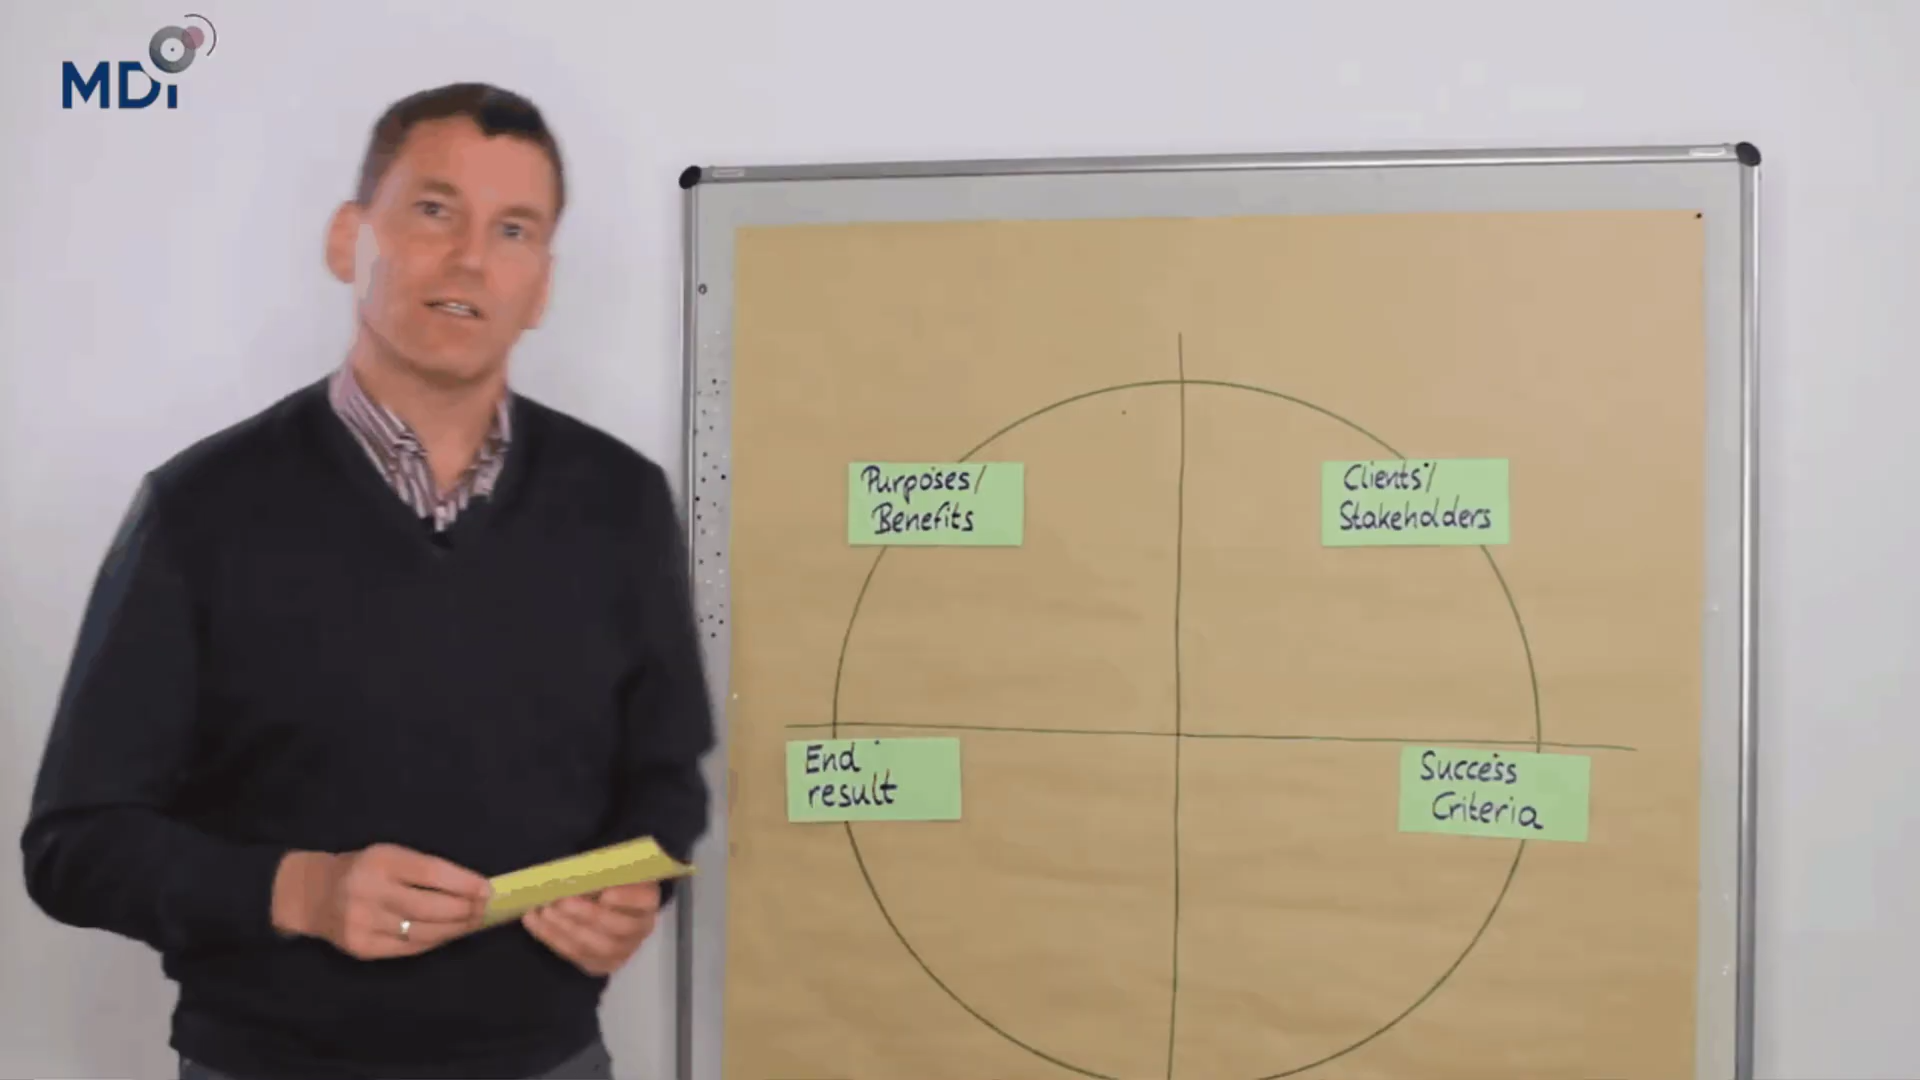 MDi
Purposes/
Benefits
Clients/
Stakeholders
End
result
Success
Criteria